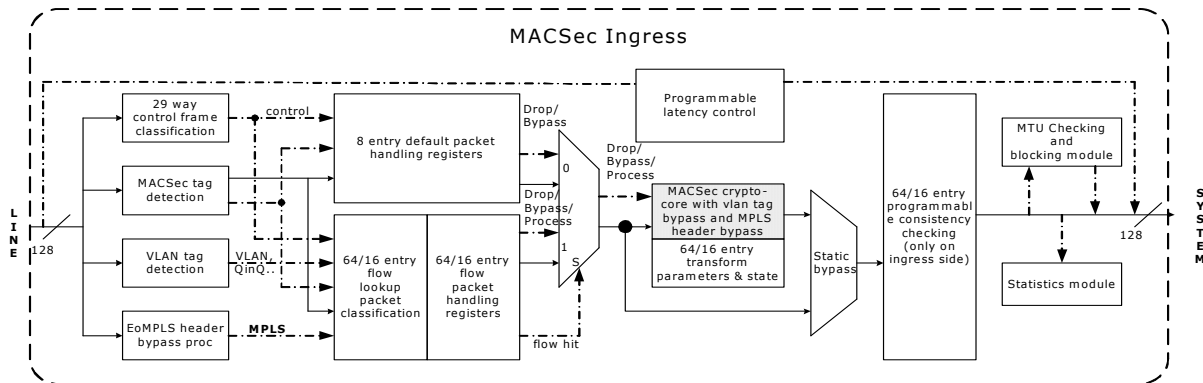 MACSec Ingress
29 way
control frame
classification
control
MACSec tag
detection
VLAN tag
detection
VLAN,
QinQ..
EoMPLS header
bypass proc
MPLS
L
I
N
E
128
8 entry default packet
handling registers
64/16 entry
flow
lookup
packet
classification
64/16 entry
flow
packet
handling
registers
Drop/
Bypass
Drop/
Bypass/
Process
0
1
S
flow hit
Programmable
latency control
Drop/
Bypass/
Process
MACSec crypto-
core with vlan tag
bypass and MPLS
header bypass
64/16 entry
transform
parameters & state
Static
bypass
64/16 entry
programmabl
e consistency
checking
(only on
ingress side)
MTU Checking
and
blocking module
Statistics module
128
S
Y
S
T
E
M